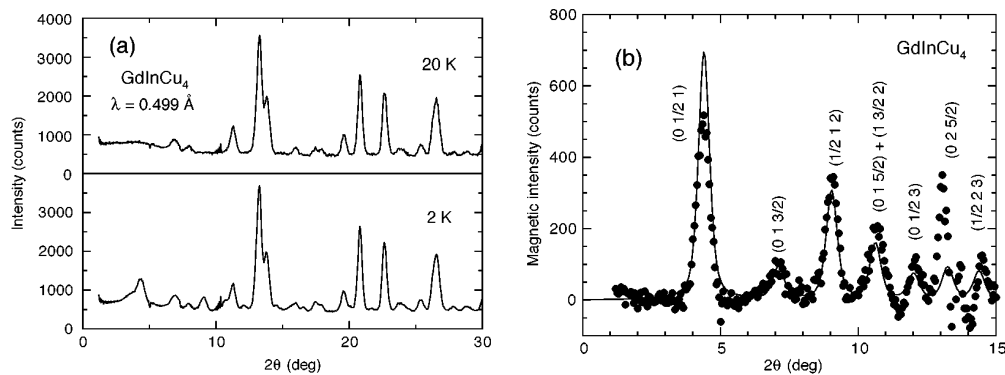 (a)
GdInCu4
λ = 0.499 Å
20 K
2 K
Intensity (counts)
4000
3000
2000
1000
0
3000
2000
1000
0
0
10
20
30
2θ (deg)
(b)
GdInCu4
Magnetic intensity (counts)
800
600
400
200
0
(0 1/2 1)
(0 1 3/2)
(1/2 1 2)
(0 1 5/2) + (1 3/2 2)
(0 1/2 3)
(0 2 5/2)
(1/2 2 3)
0
5
10
15
2θ (deg)